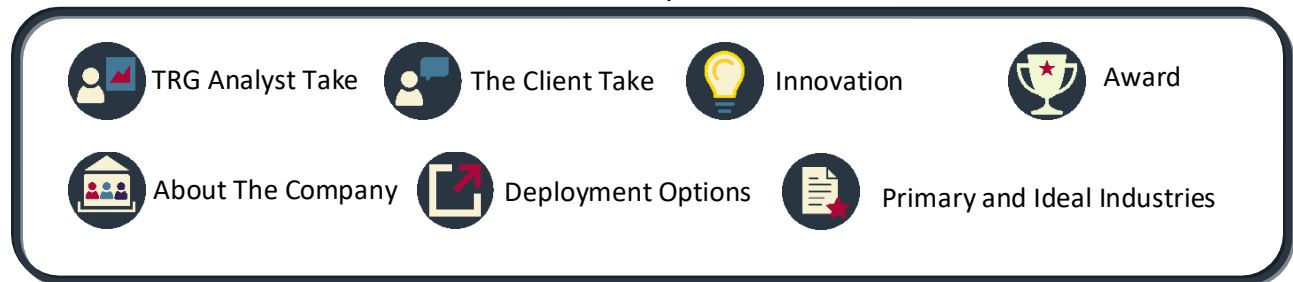 TRG Analyst Take
The Client Take
Innovation
Award
About The Company
Deployment Options
Primary and Ideal Industries